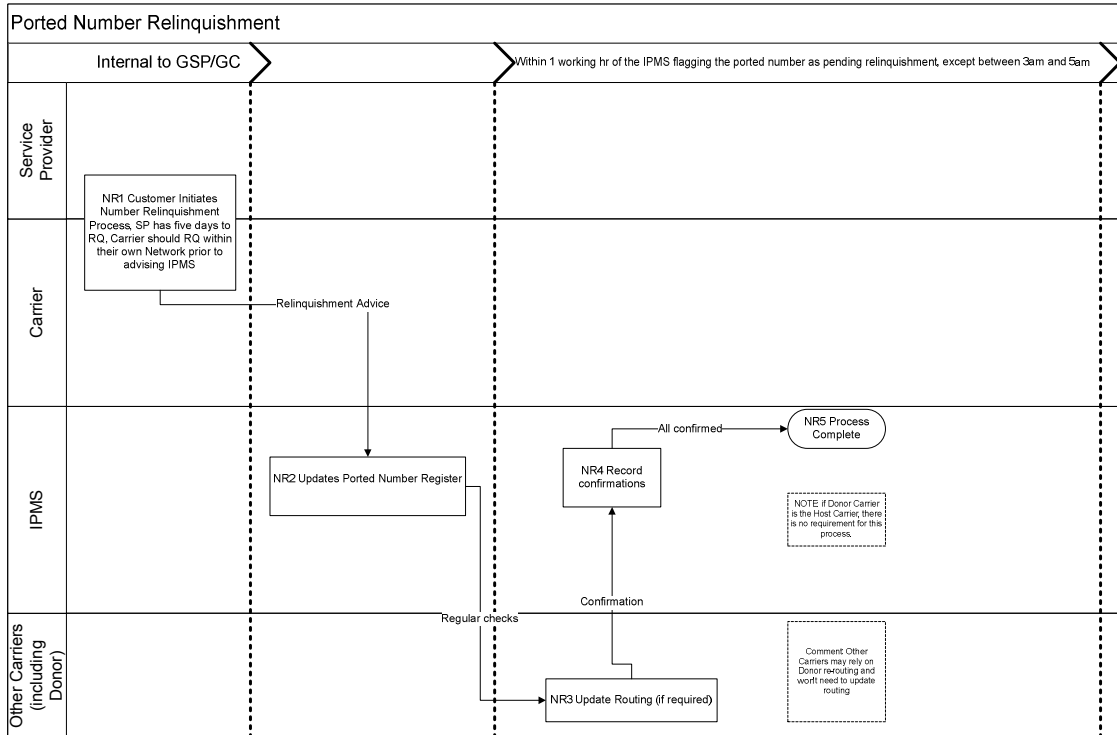 Ported Number Relinquishment
Internal to GSP/GC
Within 1 working hr of the IPMS flagging the ported number as pending relinquishment, except between 3am and 5am
Service
Provider
NR1 Customer Initiates
Number Relinquishment
Process, SP has five days to
RQ, Carrier should RQ within
their own Network prior to
advising IPMS
Carrier
Relinquishment Advice
IPMS
NR2 Updates Ported Number Register
NR4 Record
confirmations
All confirmed
NR5 Process
Complete
NOTE: if Donor Carrier
is the Host Carrier, there
is no requirement for this
process.
Regular checks
Confirmation
Other Carriers
(including
Donor)
NR3 Update Routing (if required)
Comment: Other
Carriers may rely on
Donor re-routing and
won't need to update
routing